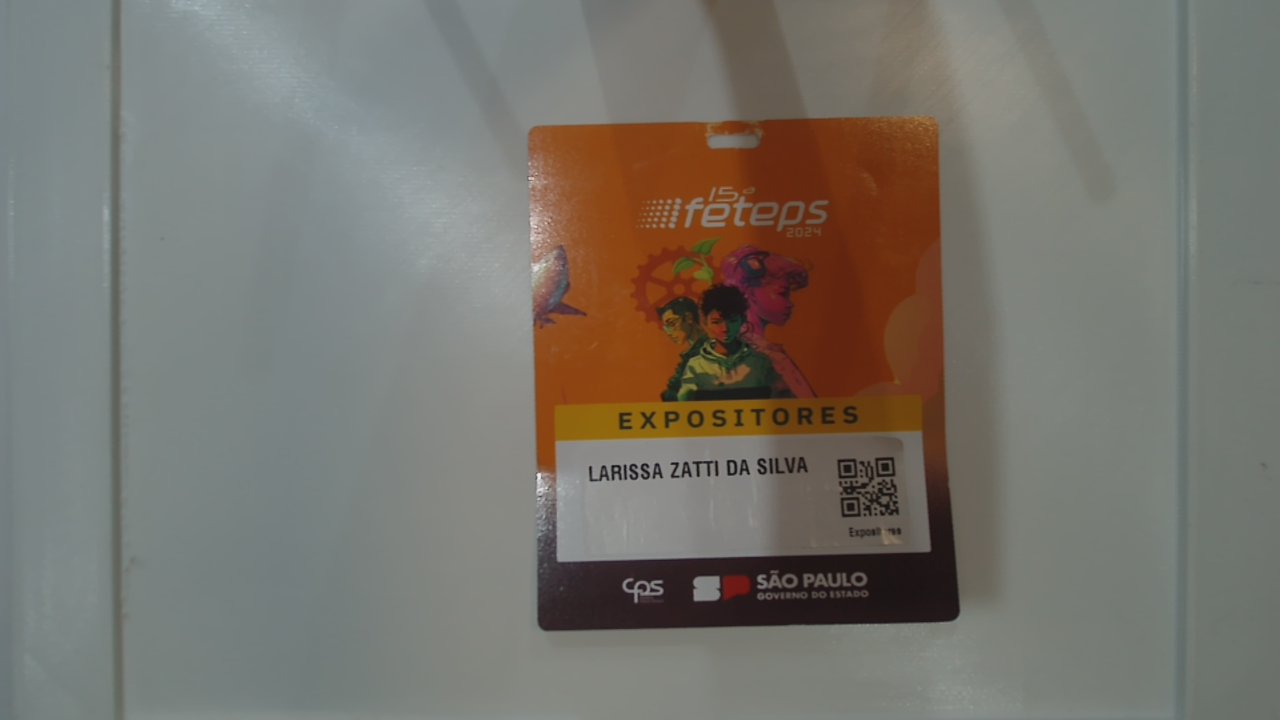 15ª
feteps
2024
EXPOSITORES
LARISSA ZATTI DA SILVA
Expositores
cps
SP
SÃO PAULO
GOVERNO DO ESTADO